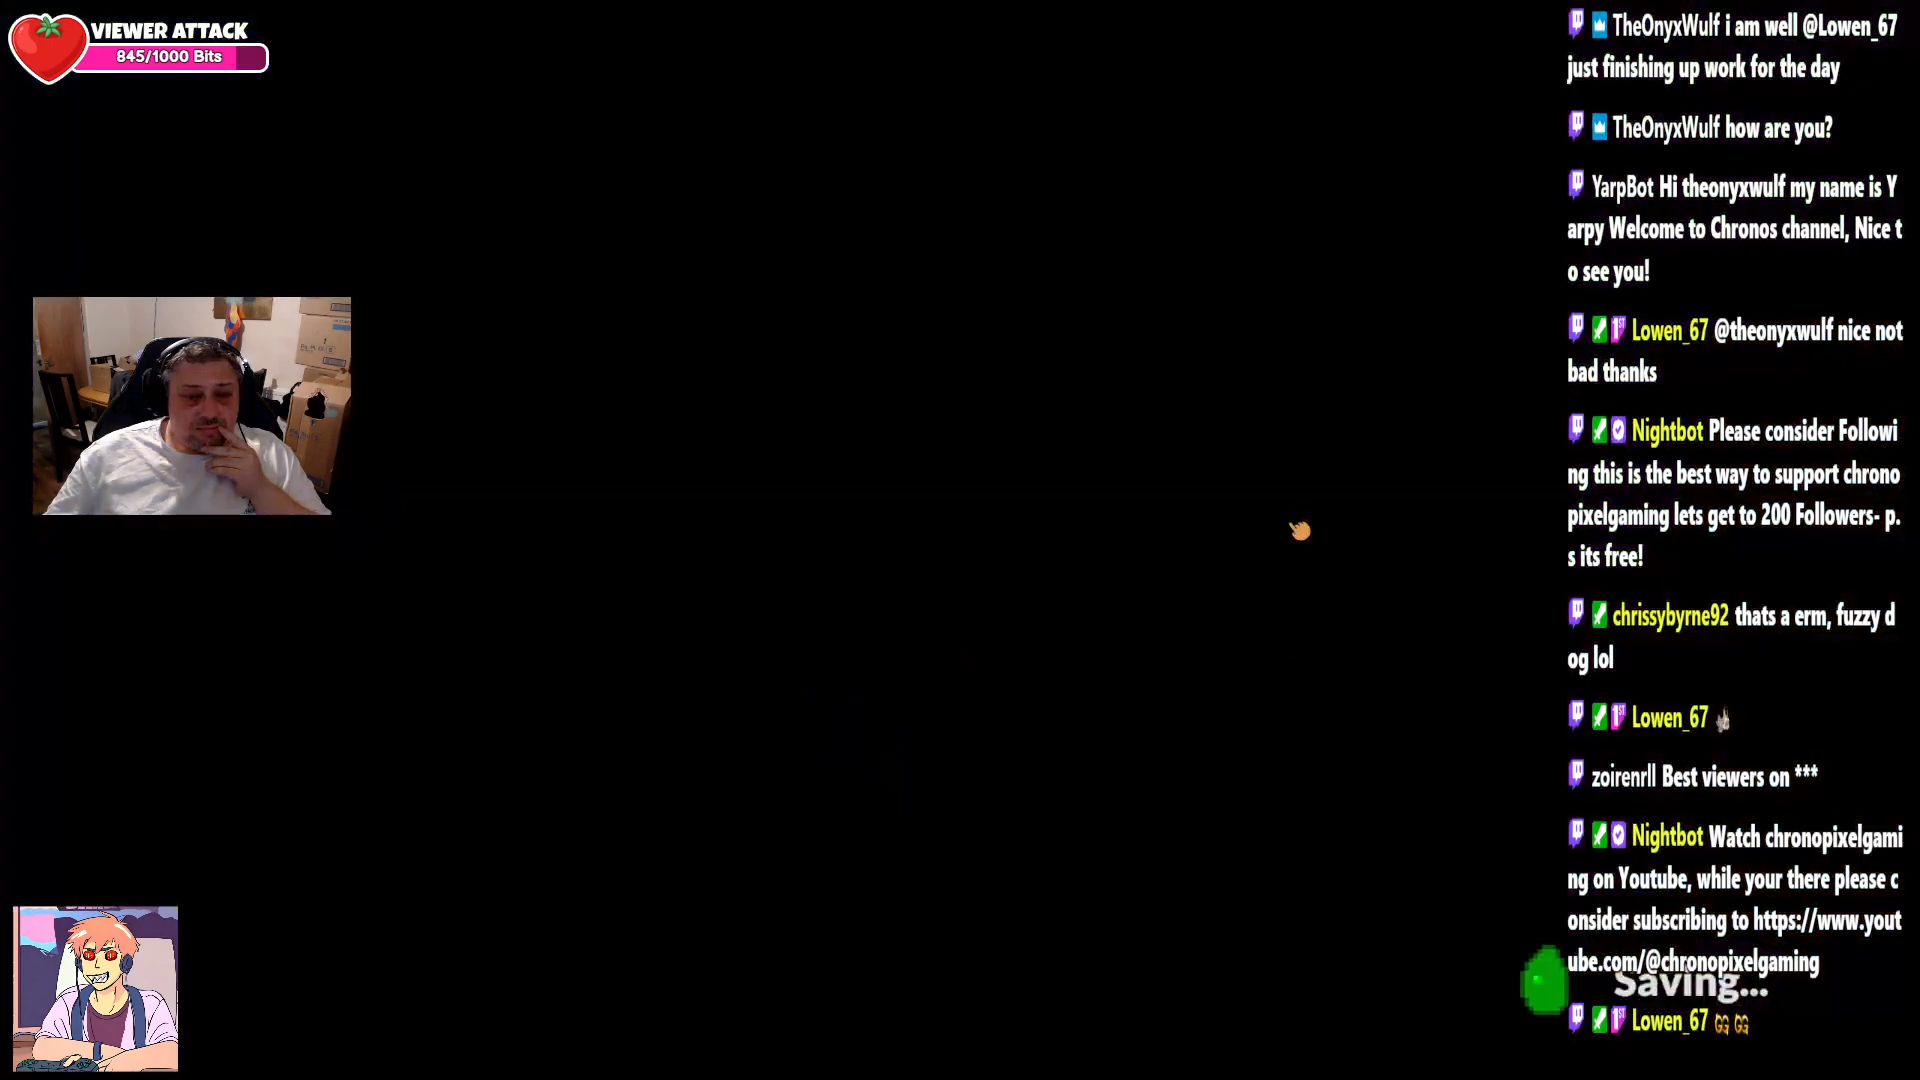 VIEWER ATTACK
845/1000 Bits
TheOnyxWulf i am well @Lowen_67
just finishing up work for the day
TheOnyxWulf how are you?
YarpBot Hi theonyxwulf my name is Y
arpy Welcome to Chronos channel, Nice t
o see you!
Lowen_67 @theonyxwulf nice not
bad thanks
Nightbot Please consider Followi
ng this is the best way to support chrono
pixelgaming lets get to 200 Followers- p.
s its free!
chrissybyrne92 thats a erm, fuzzy d
og lol
Lowen_67
zoirenrll Best viewers on ***
Nightbot Watch chronopixelgami
ng on Youtube, while your there please c
onsider subscribing to https://www.yout
ube.com/@chronopixelgaming
Saving...
Lowen_67 GG GG